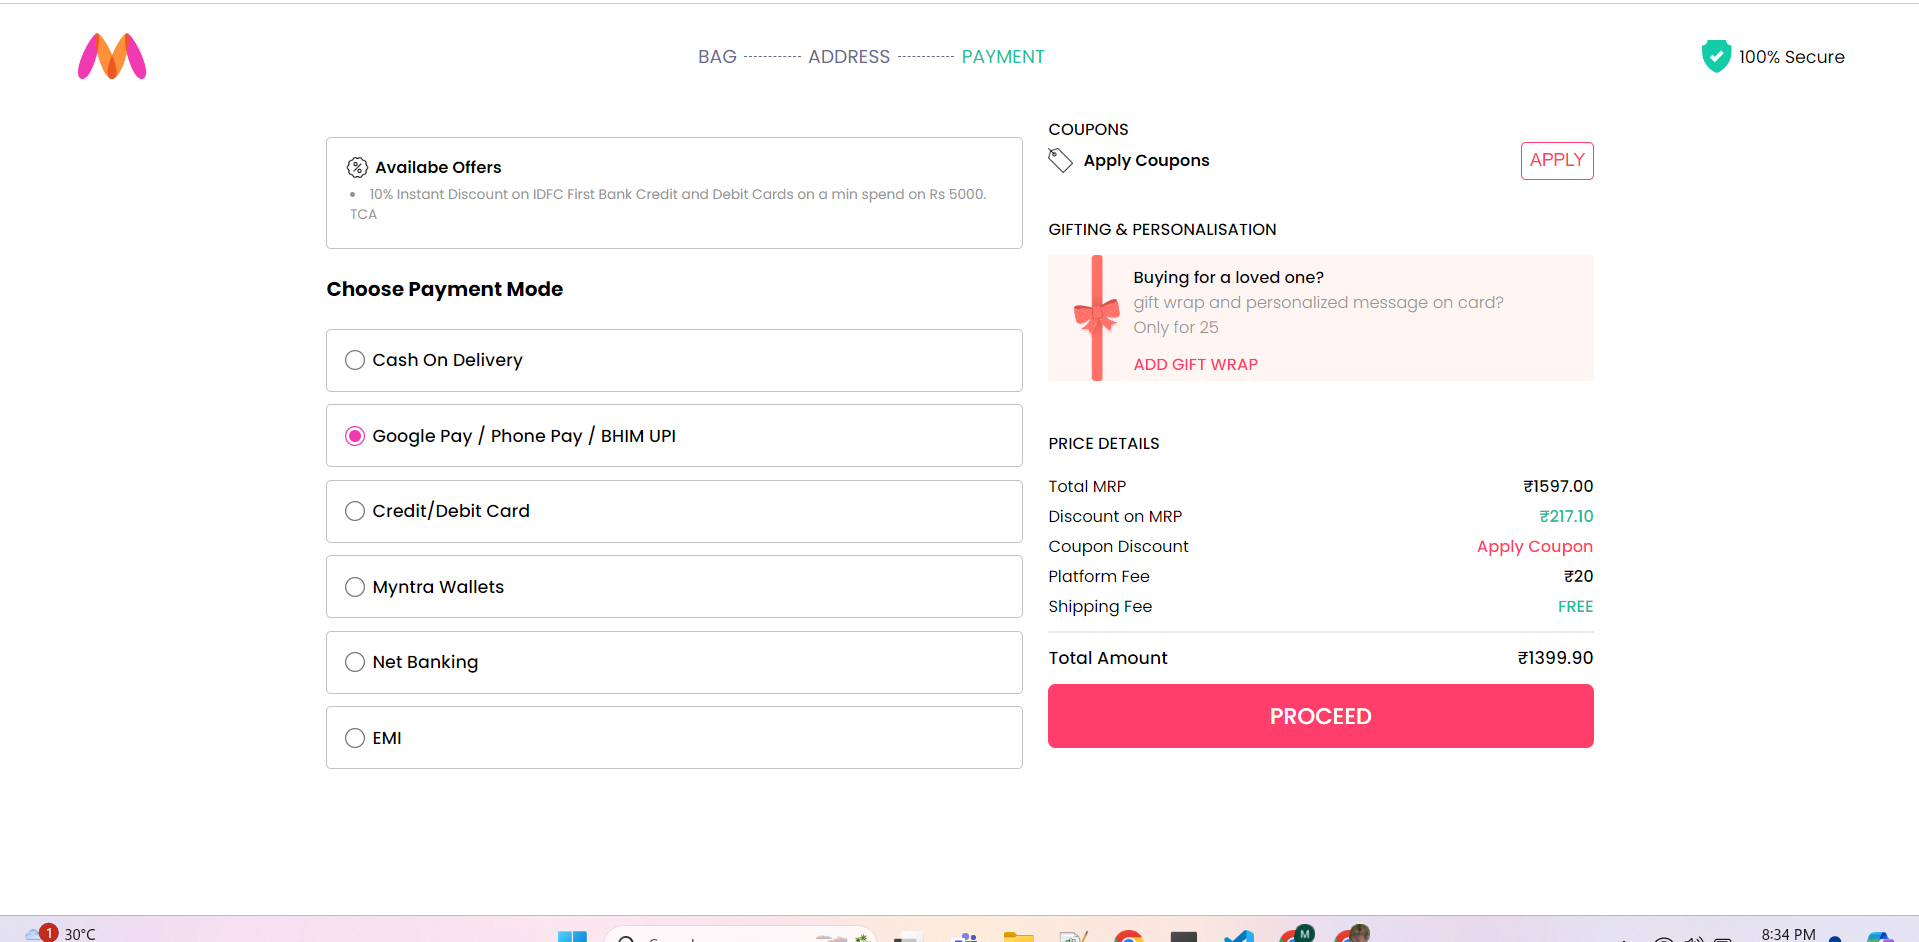 BAG ----------- ADDRESS ----------- PAYMENT
100% Secure
Availabe Offers
• 10% Instant Discount on IDFC First Bank Credit and Debit Cards on a min spend on Rs 5000.
TCA
Choose Payment Mode
Cash On Delivery
Google Pay / Phone Pay / BHIM UPI
Credit/Debit Card
Myntra Wallets
Net Banking
EMI
COUPONS
Apply Coupons
APPLY
GIFTING & PERSONALISATION
Buying for a loved one?
gift wrap and personalized message on card?
Only for 25
ADD GIFT WRAP
PRICE DETAILS
Total MRP ₹1597.00
Discount on MRP ₹217.10
Coupon Discount Apply Coupon
Platform Fee ₹20
Shipping Fee FREE
Total Amount ₹1399.90
PROCEED
1
30°C
M
8:34 PM